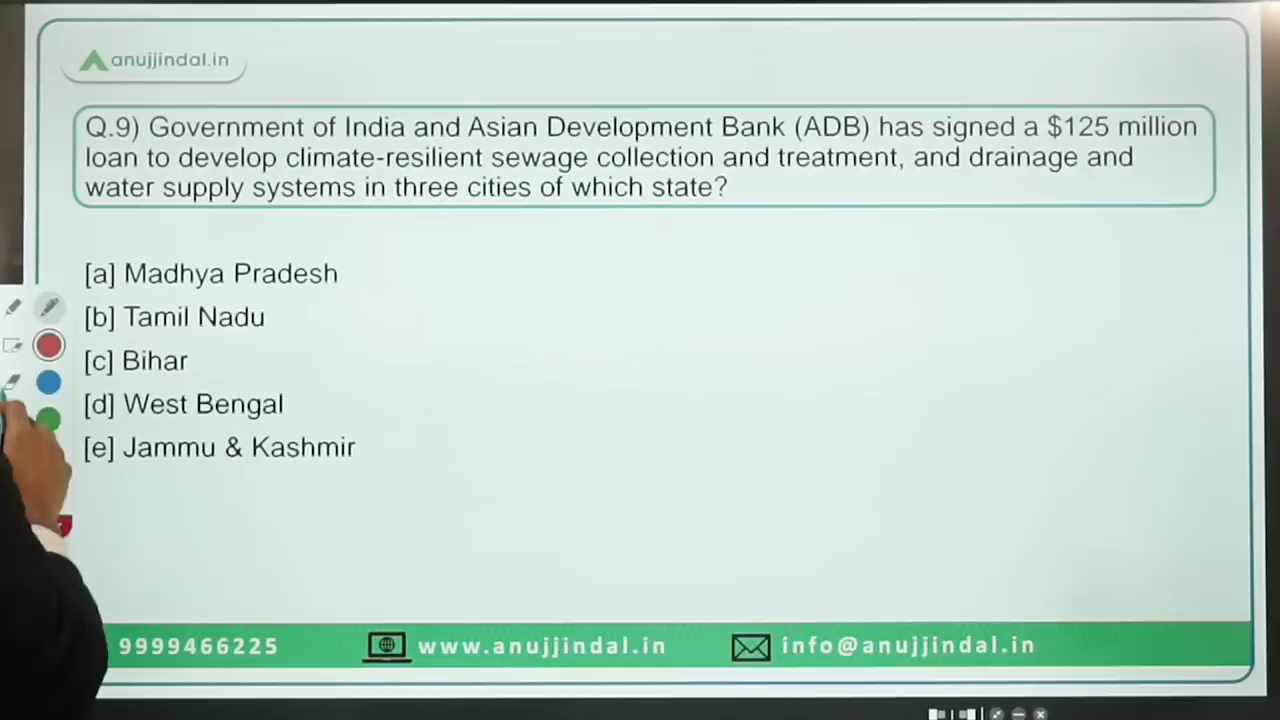 anujjindal.in
Q.9) Government of India and Asian Development Bank (ADB) has signed a $125 million
loan to develop climate-resilient sewage collection and treatment, and drainage and
water supply systems in three cities of which state?
[a] Madhya Pradesh
[b] Tamil Nadu
[c] Bihar
[d] West Bengal
[e] Jammu & Kashmir
9999466225 www.anujjindal.in info@anujjindal.in